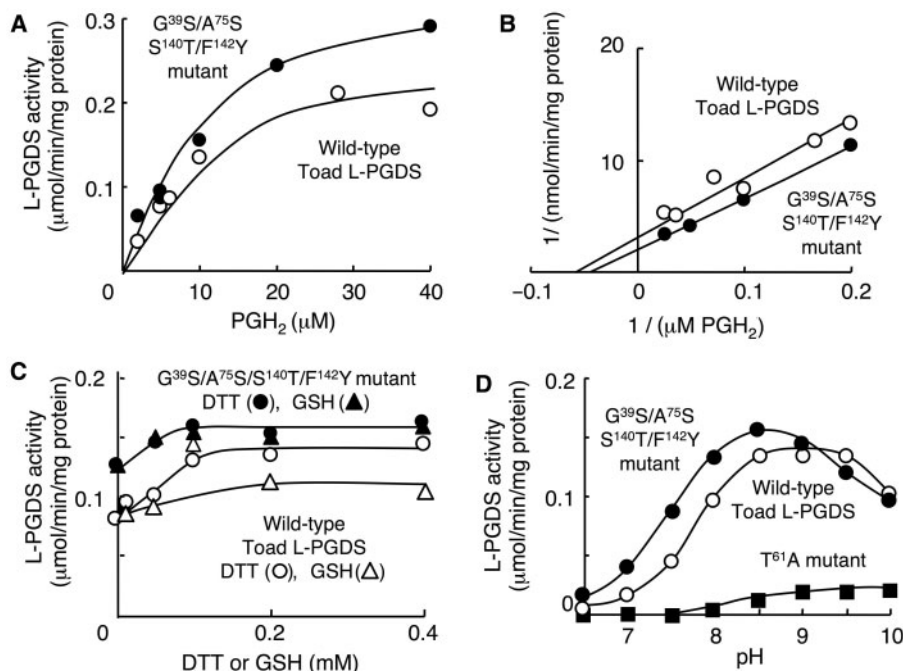 A
G³⁹S/A⁷⁵S
S¹⁴⁰T/F¹⁴²Y
mutant
Wild-type
Toad L-PGDS
L-PGDS activity
(μmol/min/mg protein)
0.3
0.2
0.1
0
10
20
30
40
PGH₂ (μM)
B
Wild-type
Toad L-PGDS
G³⁹S/A⁷⁵S
S¹⁴⁰T/F¹⁴²Y
mutant
1/ (nmol/min/mg protein)
20
10
−0.1
0
0.1
0.2
1 / (μM PGH₂)
C
G³⁹S/A⁷⁵S/S¹⁴⁰T/F¹⁴²Y mutant
DTT (●), GSH (▲)
Wild-type
Toad L-PGDS
DTT (○), GSH (△)
L-PGDS activity
(μmol/min/mg protein)
0.2
0.1
0
0.2
0.4
DTT or GSH (mM)
D
G³⁹S/A⁷⁵S
S¹⁴⁰T/F¹⁴²Y
mutant
Wild-type
Toad L-PGDS
T⁶¹A mutant
L-PGDS activity
(μmol/min/mg protein)
0.2
0.1
0
7
8
9
10
pH